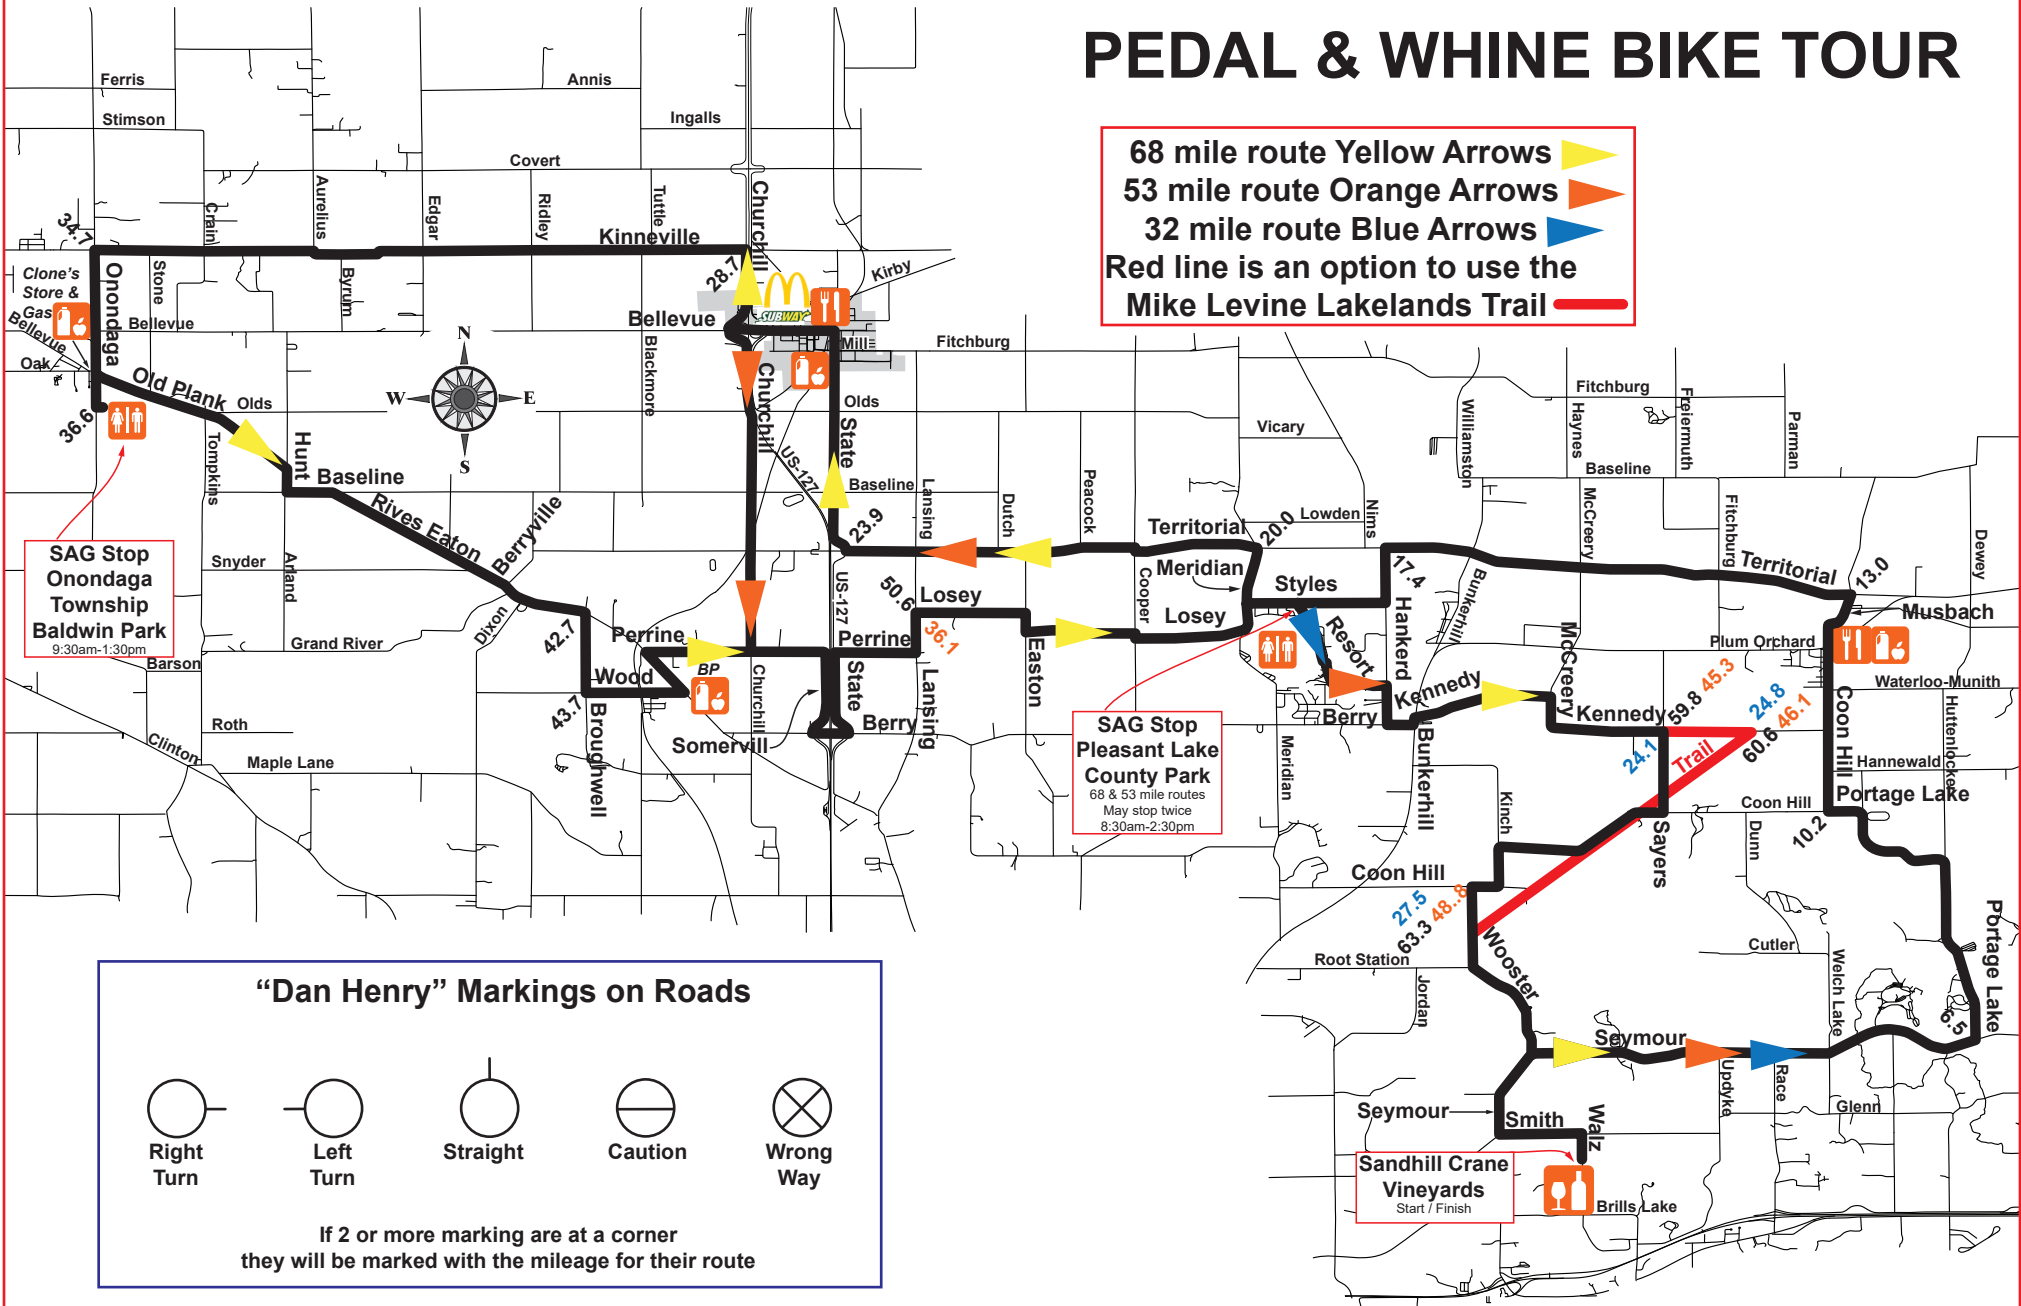 PEDAL & WHINE BIKE TOUR
68 mile route Yellow Arrows
53 mile route Orange Arrows
32 mile route Blue Arrows
Red line is an option to use the
Mike Levine Lakelands Trail
Ferris
Annis
Stimson
Ingalls
Covert
Aurelius
Crain
Edgar
Ridley
Tuttle
Churchill
34.7
Kinneville
28.7
Kirby
Clone's
Store &
Gas
Onondaga
Stone
Byrum
Bellevue
Bellevue
Bellevue
SUBWAY
Mill
Fitchburg
Oak
Old Plank
Olds
N
W
E
S
Blackmore
Churchill
Olds
State
36.6
Tompkins
Hunt
Baseline
Rives Eaton
Berryville
US-127
Baseline
Lansing
Dutch
Peacock
23.9
Territorial
20.0
Vicary
Lowden
Nims
Williamston
Haynes
Fitchburg
Freiermuth
Parman
Baseline
McCreery
Fitchburg
Dewey
SAG Stop
Onondaga
Township
Baldwin Park
9:30am-1:30pm
Snyder
Arland
Grand River
Barson
Dixon
42.7
Perrine
Wood
BP
43.7
Broughwell
Churchill
Somervill
US-127
State
Perrine
Berry
50.6
Losey
36.1
Lansing
Easton
Cooper
Meridian
Losey
Styles
17.4
Hankerd
Bunkerhill
Resort
Territorial
13.0
Musbach
Plum Orchard
Waterloo-Munith
Huttenlocker
Coon Hill
Hannewald
Portage Lake
10.2
Roth
Clinton
Maple Lane
SAG Stop
Pleasant Lake
County Park
68 & 53 mile routes
May stop twice
8:30am-2:30pm
Meridian
Berry
Kennedy
Bunkerhill
McCreery
Kennedy
59.8
45.3
24.8
46.1
60.6
24.1
Trail
Coon Hill
Kinch
Sayers
Dunn
Coon Hill
27.5
48..8
63.3
Wooster
Root Station
Jordan
Cutler
Welch Lake
Portage Lake
6.5
Seymour
Updyke
Race
Glenn
Seymour
Smith
Walz
Sandhill Crane
Vineyards
Start / Finish
Brills Lake
“Dan Henry” Markings on Roads
Right
Turn
Left
Turn
Straight
Caution
Wrong
Way
If 2 or more marking are at a corner
they will be marked with the mileage for their route